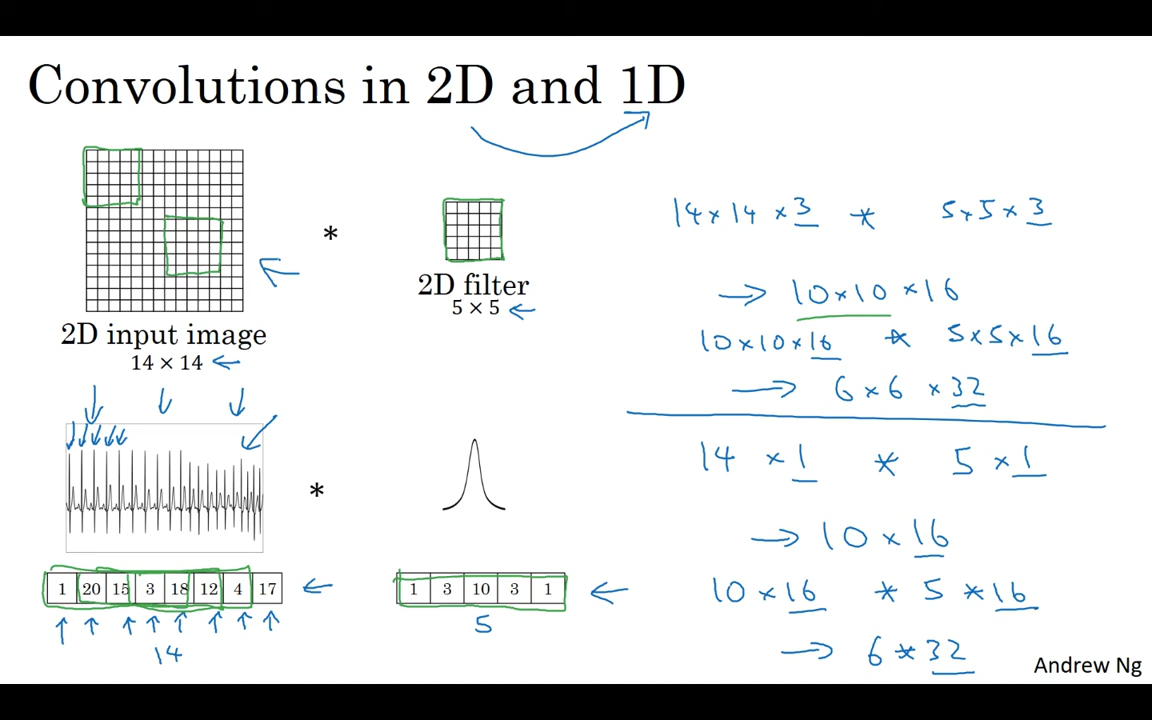 Convolutions in 2D and 1D
*
2D filter
5 × 5
2D input image
14 × 14
14 × 14 × 3 * 5 × 5 × 3
→ 10 × 10 × 16
10 × 10 × 16 * 5 × 5 × 16
→ 6 × 6 × 32
*
1 20 15 3 18 12 4 17
14
1 3 10 3 1
5
14 × 1 * 5 × 1
→ 10 × 16
10 × 16 * 5 * 16
→ 6 * 32
Andrew Ng